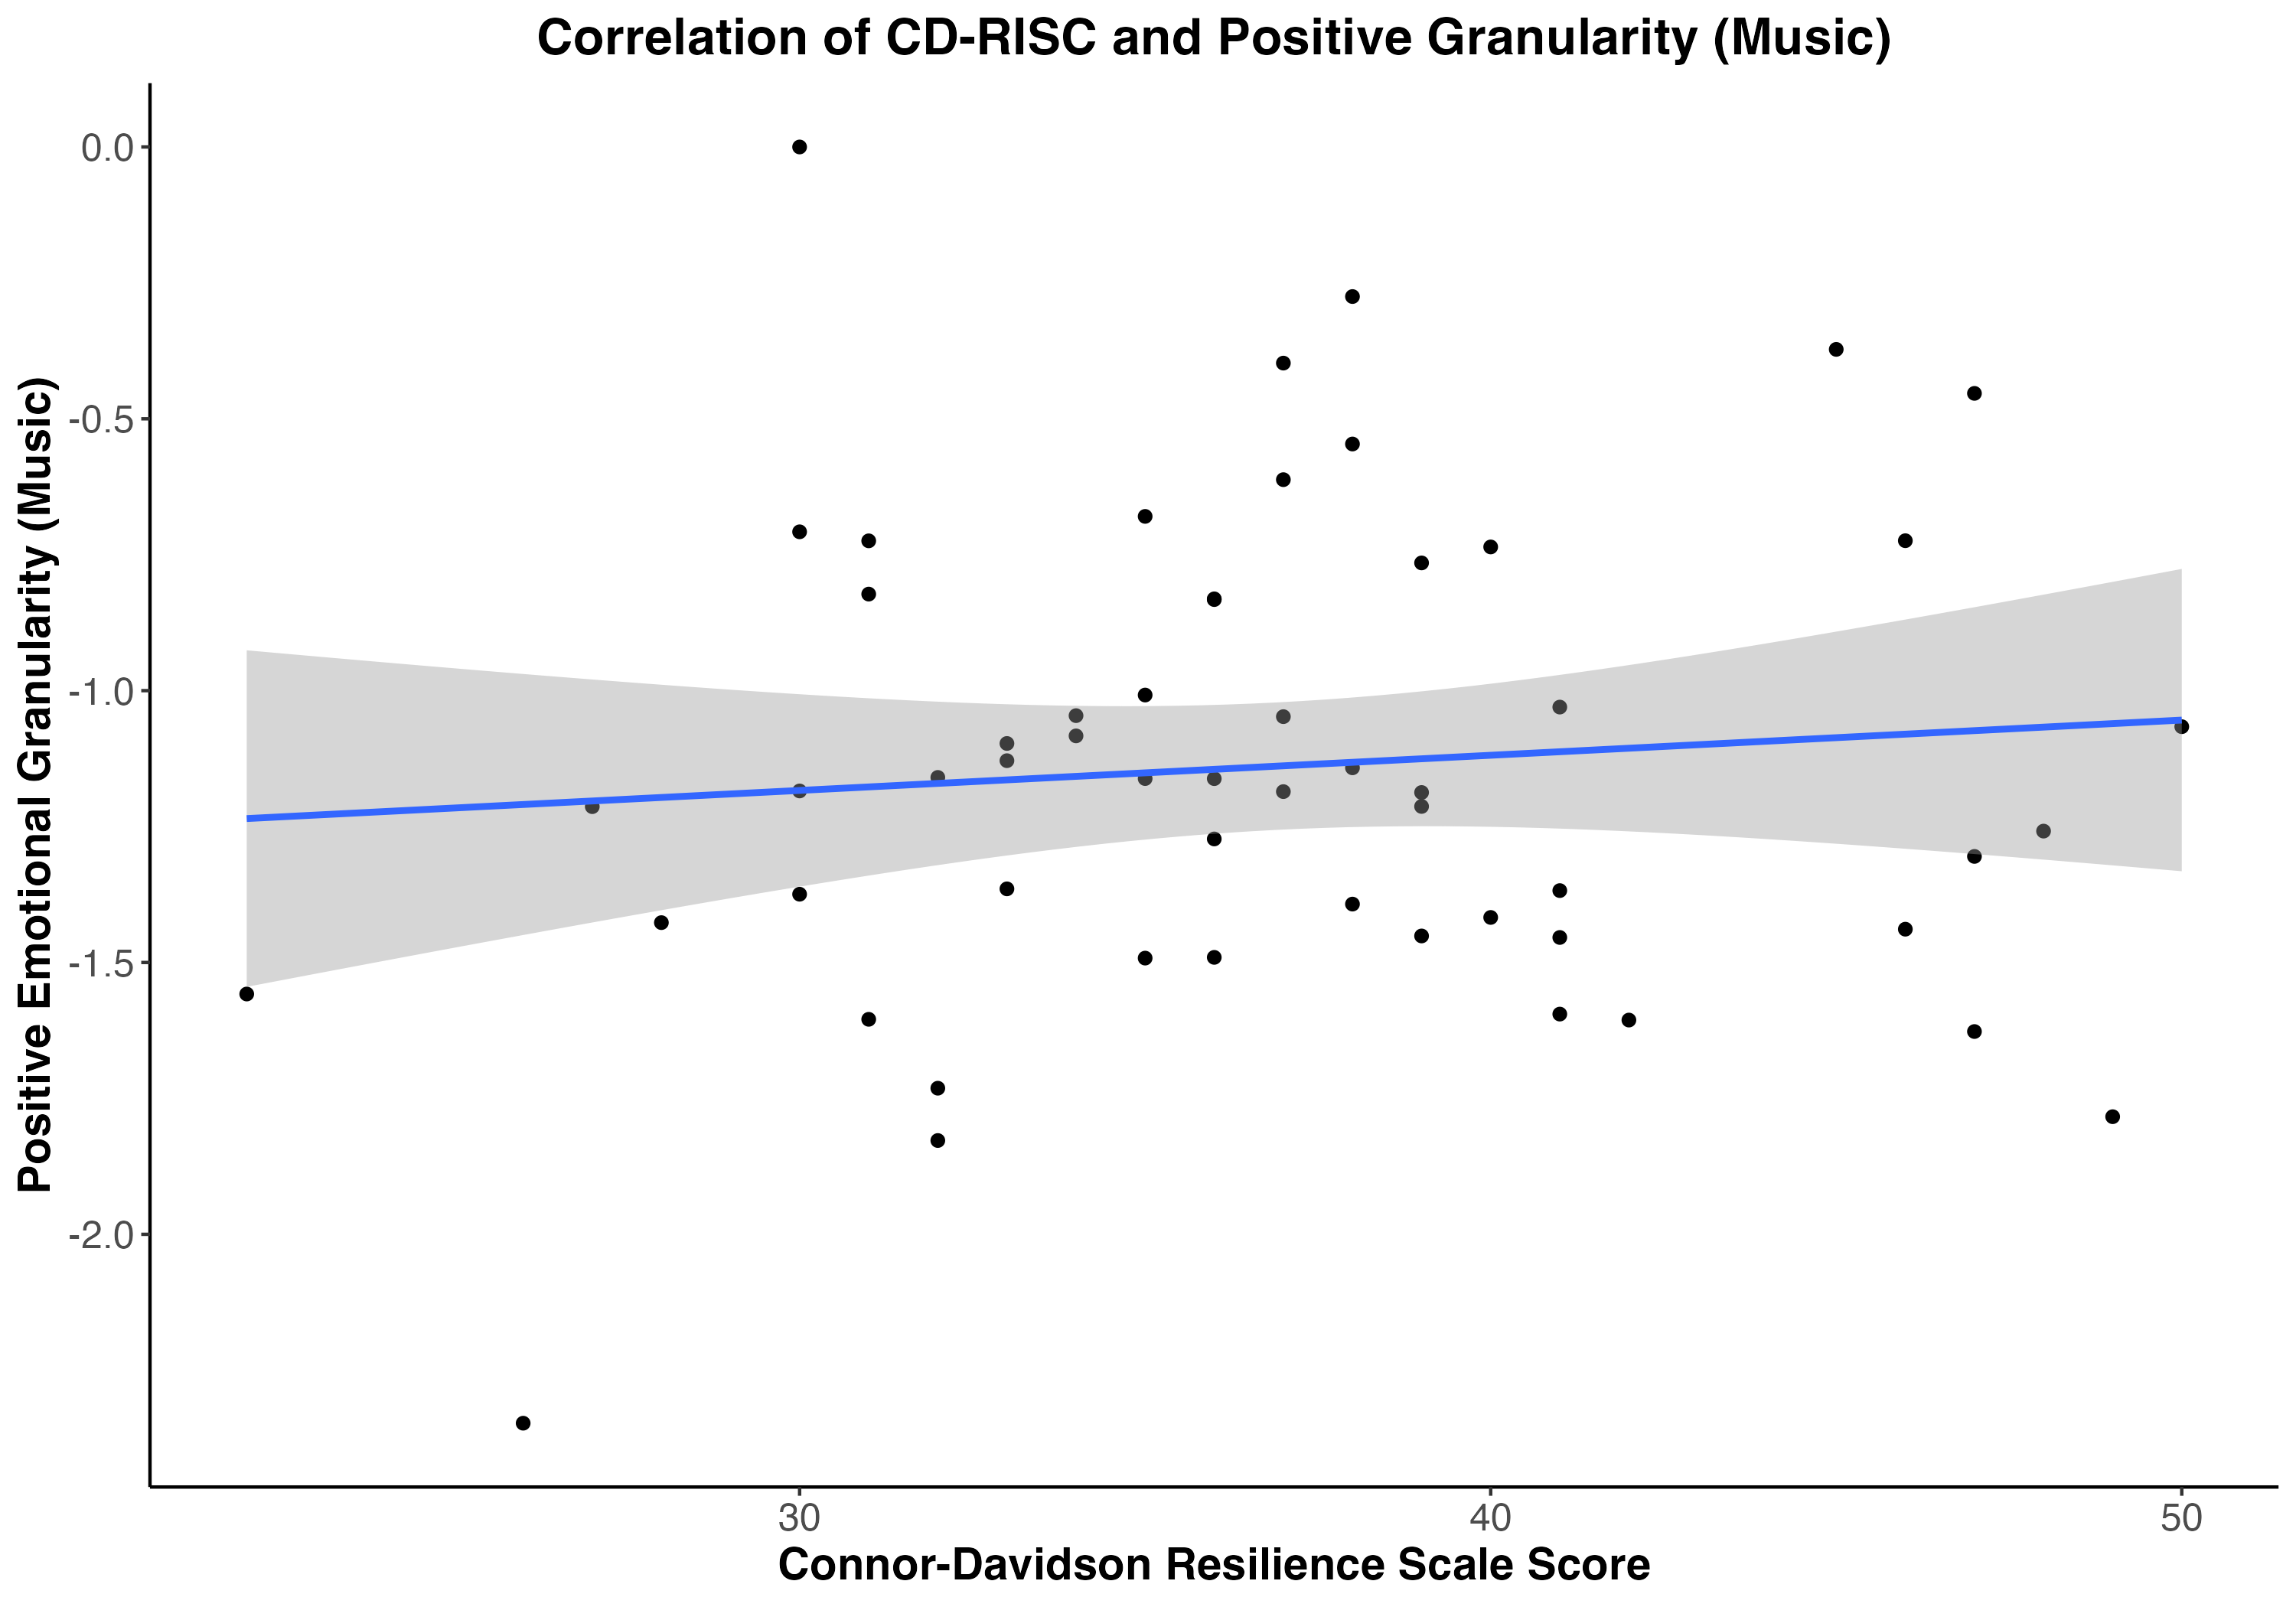 Correlation of CD-RISC and Positive Granularity (Music)
Positive Emotional Granularity (Music)
0.0
-0.5
-1.0
-1.5
-2.0
30
40
50
Connor-Davidson Resilience Scale Score